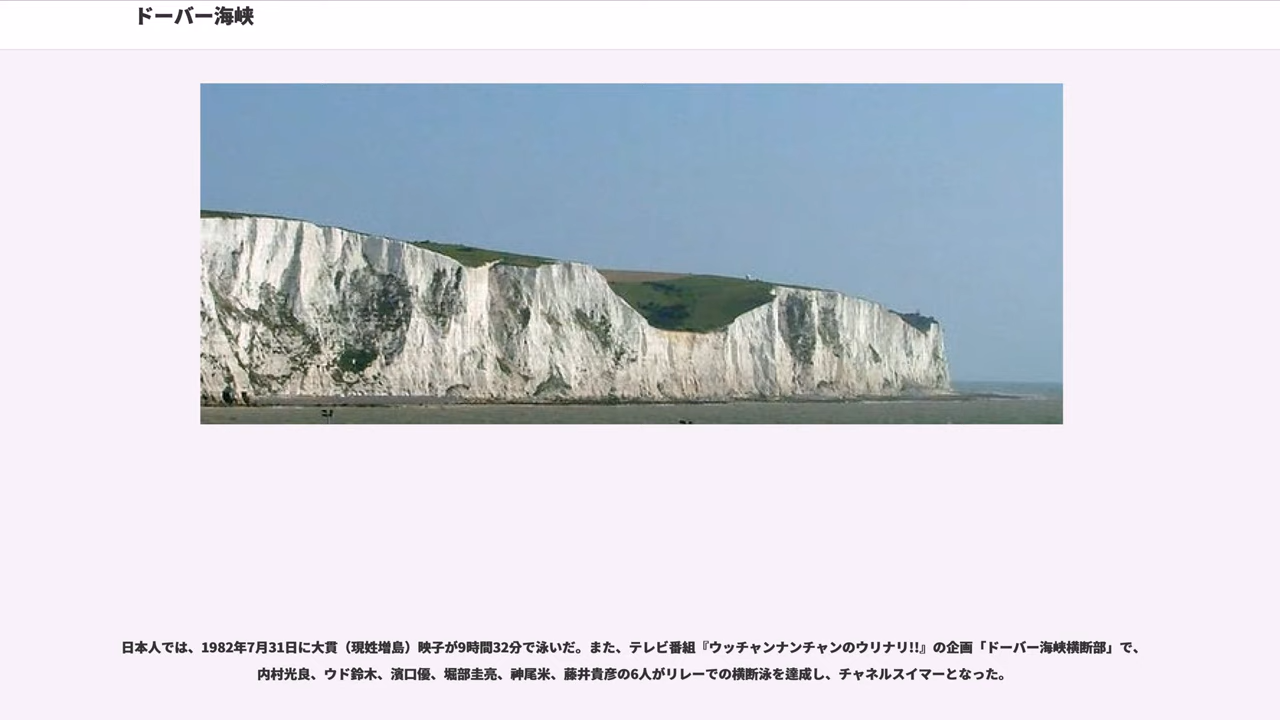 ドーバー海峡
日本人では、1982年7月31日に大貫（現姓増島）映子が9時間32分で泳いだ。また、テレビ番組『ウッチャンナンチャンのウリナリ!!』の企画「ドーバー海峡横断部」で、
内村光良、ウド鈴木、濱口優、堀部圭亮、神尾米、藤井貴彦の6人がリレーでの横断泳を達成し、チャネルスイマーとなった。